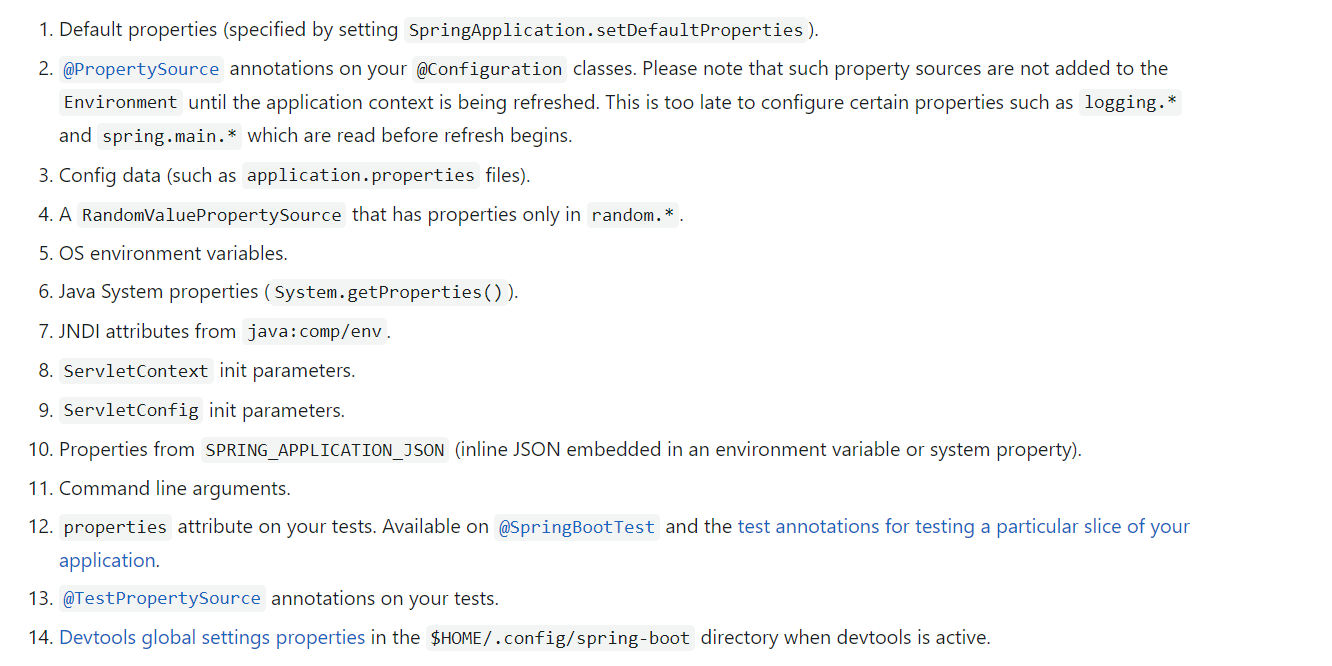 1. Default properties (specified by setting SpringApplication.setDefaultProperties).
2. @PropertySource annotations on your @Configuration classes. Please note that such property sources are not added to the
Environment until the application context is being refreshed. This is too late to configure certain properties such as logging.*
and spring.main.* which are read before refresh begins.
3. Config data (such as application.properties files).
4. A RandomValuePropertySource that has properties only in random.*.
5. OS environment variables.
6. Java System properties (System.getProperties()).
7. JNDI attributes from java:comp/env.
8. ServletContext init parameters.
9. ServletConfig init parameters.
10. Properties from SPRING_APPLICATION_JSON (inline JSON embedded in an environment variable or system property).
11. Command line arguments.
12. properties attribute on your tests. Available on @SpringBootTest and the test annotations for testing a particular slice of your
application.
13. @TestPropertySource annotations on your tests.
14. Devtools global settings properties in the $HOME/.config/spring-boot directory when devtools is active.